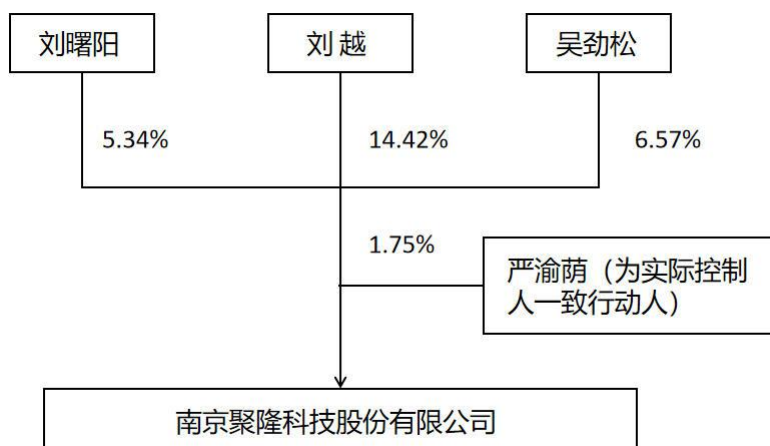 刘曙阳
刘 越
吴劲松
5.34%
14.42%
6.57%
1.75%
严渝荫（为实际控制
人一致行动人）
南京聚隆科技股份有限公司